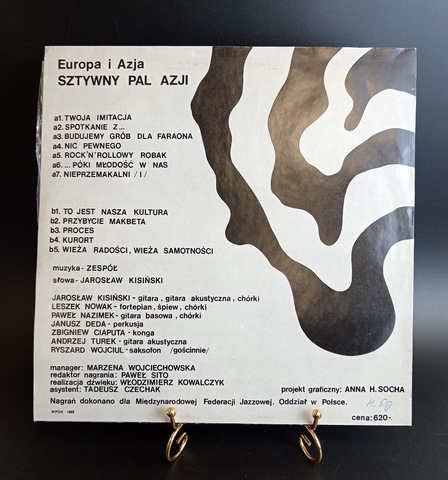 Europa i Azja
SZTYWNY PAL AZJI
a1. TWOJA IMITACJA
a2. SPOTKANIE Z...
a3. BUDUJEMY GRÓB DLA FARAONA
a4. NIC PEWNEGO
a5. ROCK'N'ROLLOWY ROBAK
a6. ... PÓKI MŁODOŚĆ W NAS
a7. NIEPRZEMAKALNI /I/
b1. TO JEST NASZA KULTURA
b2. PRZYBYCIE MAKBETA
b3. PROCES
b4. KURORT
b5. WIEŻA RADOŚCI, WIEŻA SAMOTNOŚCI
muzyka - ZESPÓŁ
słowa - JAROSŁAW KISIŃSKI
JAROSŁAW KISIŃSKI - gitara, gitara akustyczna, chórki
LESZEK NOWAK - fortepian, śpiew, chórki
PAWEŁ NAZIMEK - gitara basowa, chórki
JANUSZ DEDA - perkusja
ZBIGNIEW CIAPUTA - konga
ANDRZEJ TUREK - gitara akustyczna
RYSZARD WOJCIUL - saksofon /gościnnie/
manager: MARZENA WOJCIECHOWSKA
redaktor nagrania: PAWEŁ SITO
realizacja dźwięku: WŁODZIMIERZ KOWALCZYK
asystent: TADEUSZ CZECHAK
projekt graficzny: ANNA H. SOCHA
Nagrań dokonano dla Międzynarodowej Federacji Jazzowej. Oddział w Polsce.
cena: 620-